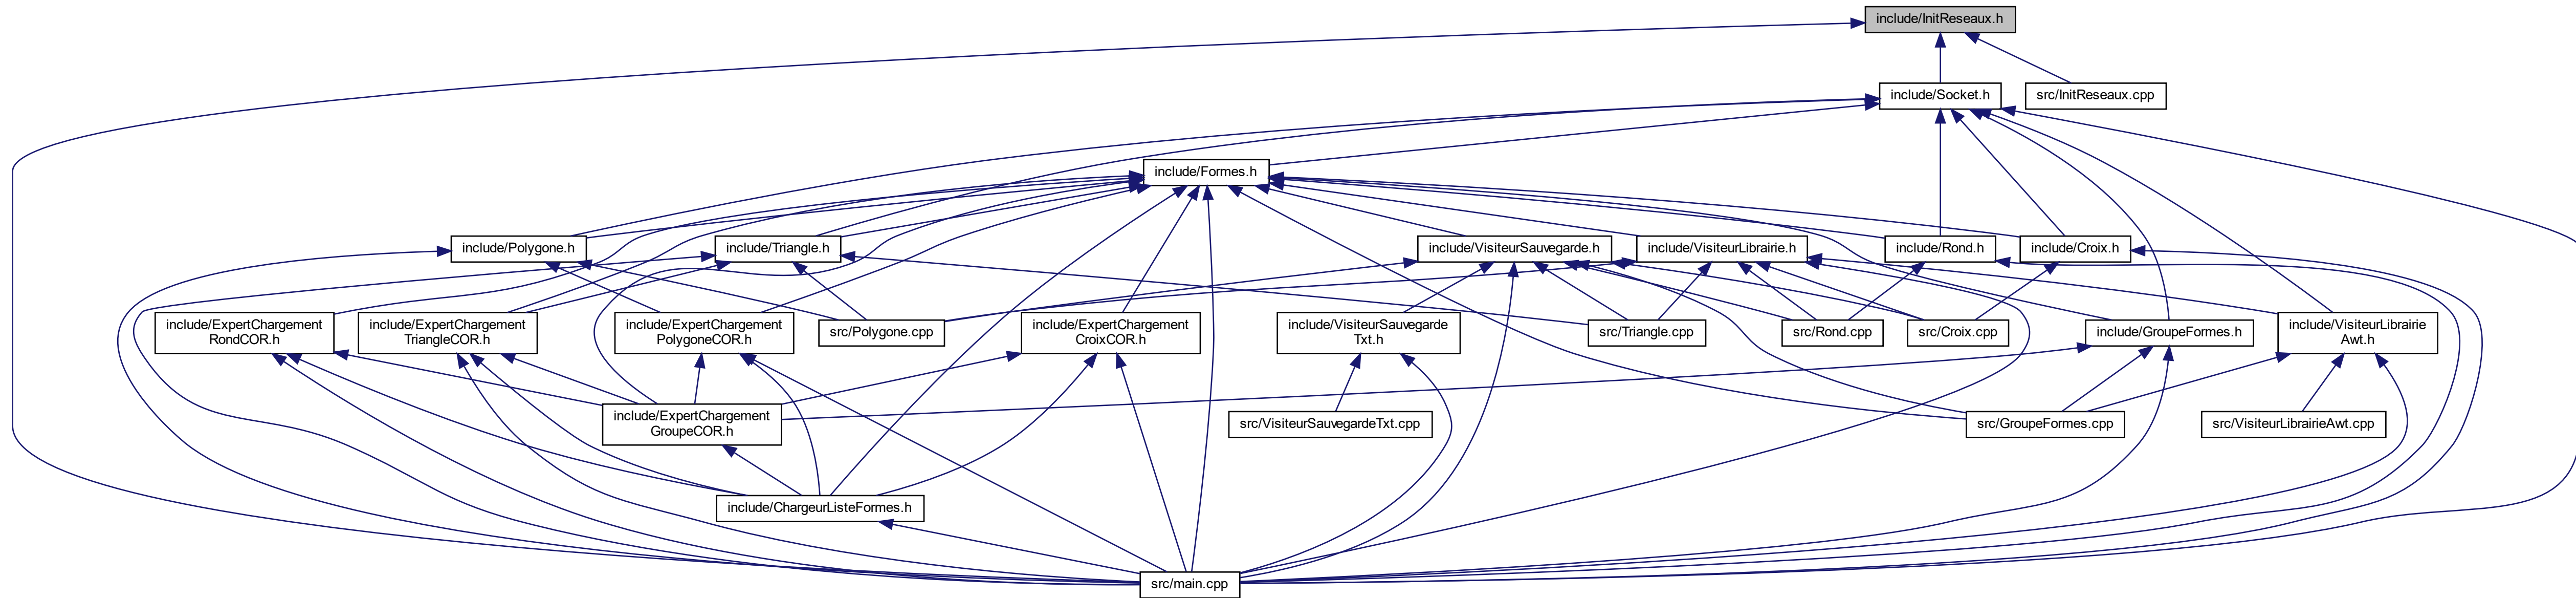 include/InitReseaux.h
include/Socket.h
src/InitReseaux.cpp
include/Formes.h
include/Polygone.h
include/Triangle.h
include/VisiteurSauvegarde.h
include/VisiteurLibrairie.h
include/Rond.h
include/Croix.h
include/ExpertChargement
RondCOR.h
include/ExpertChargement
TriangleCOR.h
include/ExpertChargement
PolygoneCOR.h
src/Polygone.cpp
include/ExpertChargement
CroixCOR.h
include/VisiteurSauvegarde
Txt.h
src/Triangle.cpp
src/Rond.cpp
src/Croix.cpp
include/GroupeFormes.h
include/VisiteurLibrairie
Awt.h
include/ExpertChargement
GroupeCOR.h
src/VisiteurSauvegardeTxt.cpp
src/GroupeFormes.cpp
src/VisiteurLibrairieAwt.cpp
include/ChargeurListeFormes.h
src/main.cpp